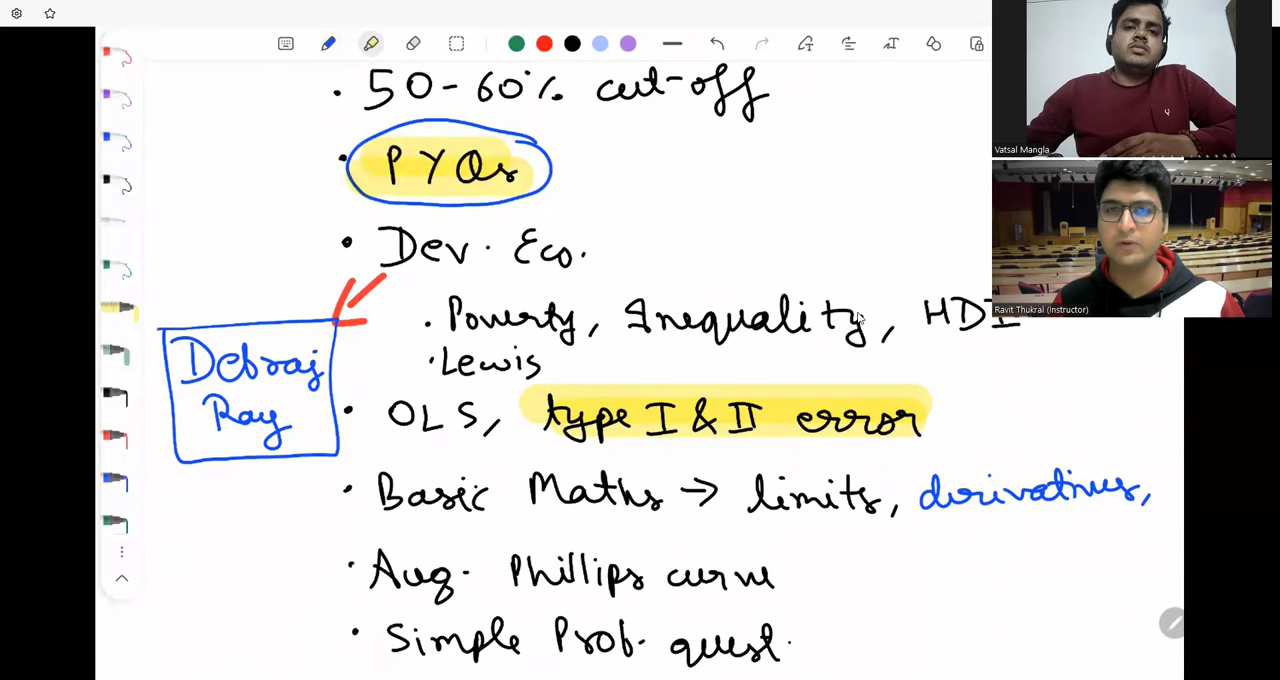 • 50-60% cut-off
• PYQs
• Dev. Eco.
• Poverty, Inequality, HDI
• Lewis
Debraj
Ray
• OLS, type I & II error
• Basic Maths → limits, derivatives,
• Aug. Phillips curve
• Simple Prob. quest.
Vatsal Mangla
Ravit Thukral (Instructor)